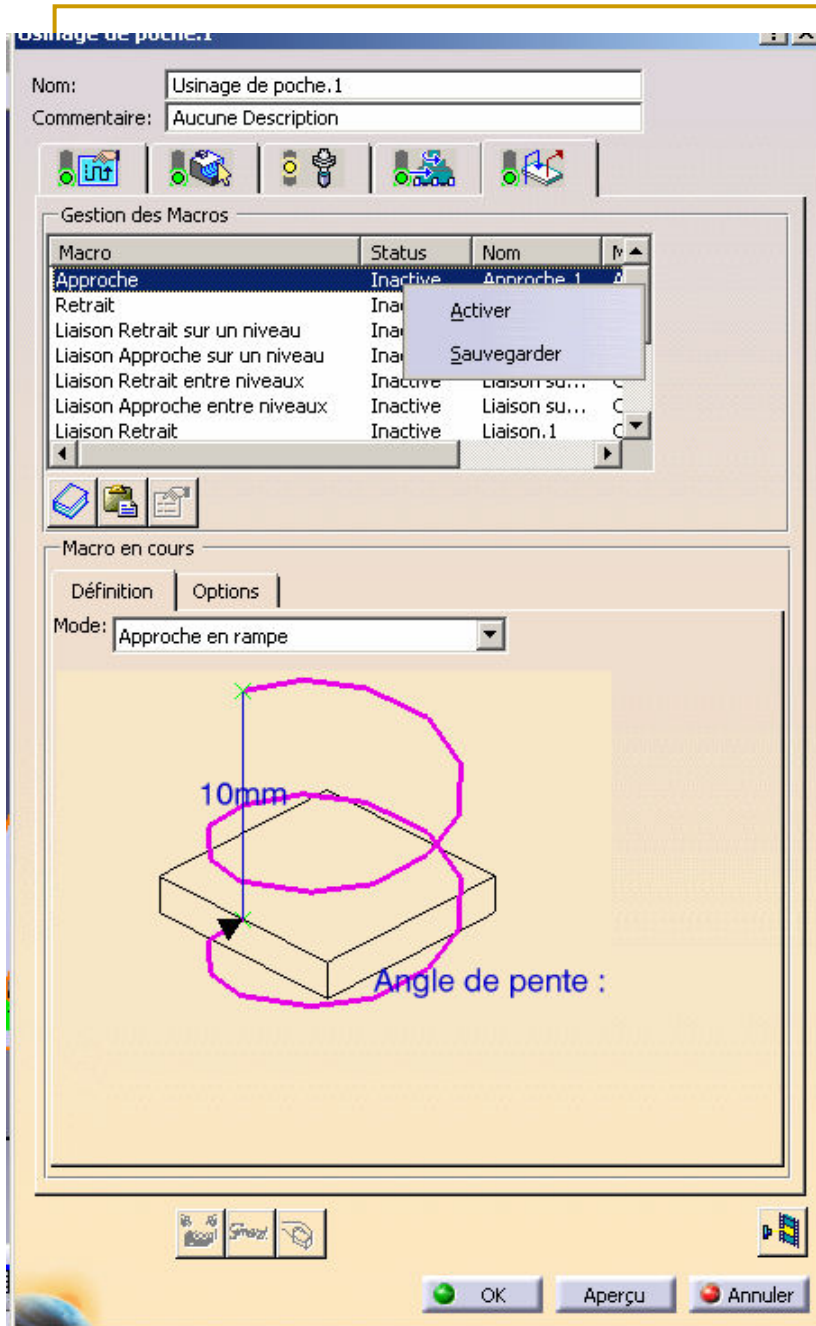 Usinage de poche.1
Nom: Usinage de poche.1
Commentaire: Aucune Description
Gestion des Macros
Macro Status Nom
Approche Inactive Approche.1
Retrait
Liaison Retrait sur un niveau
Liaison Approche sur un niveau
Liaison Retrait entre niveaux Inactive Liaison su...
Liaison Approche entre niveaux Inactive Liaison su...
Liaison Retrait Inactive Liaison.1
Activer
Sauvegarder
Macro en cours
Définition Options
Mode: Approche en rampe
10mm
Angle de pente :
OK Aperçu Annuler